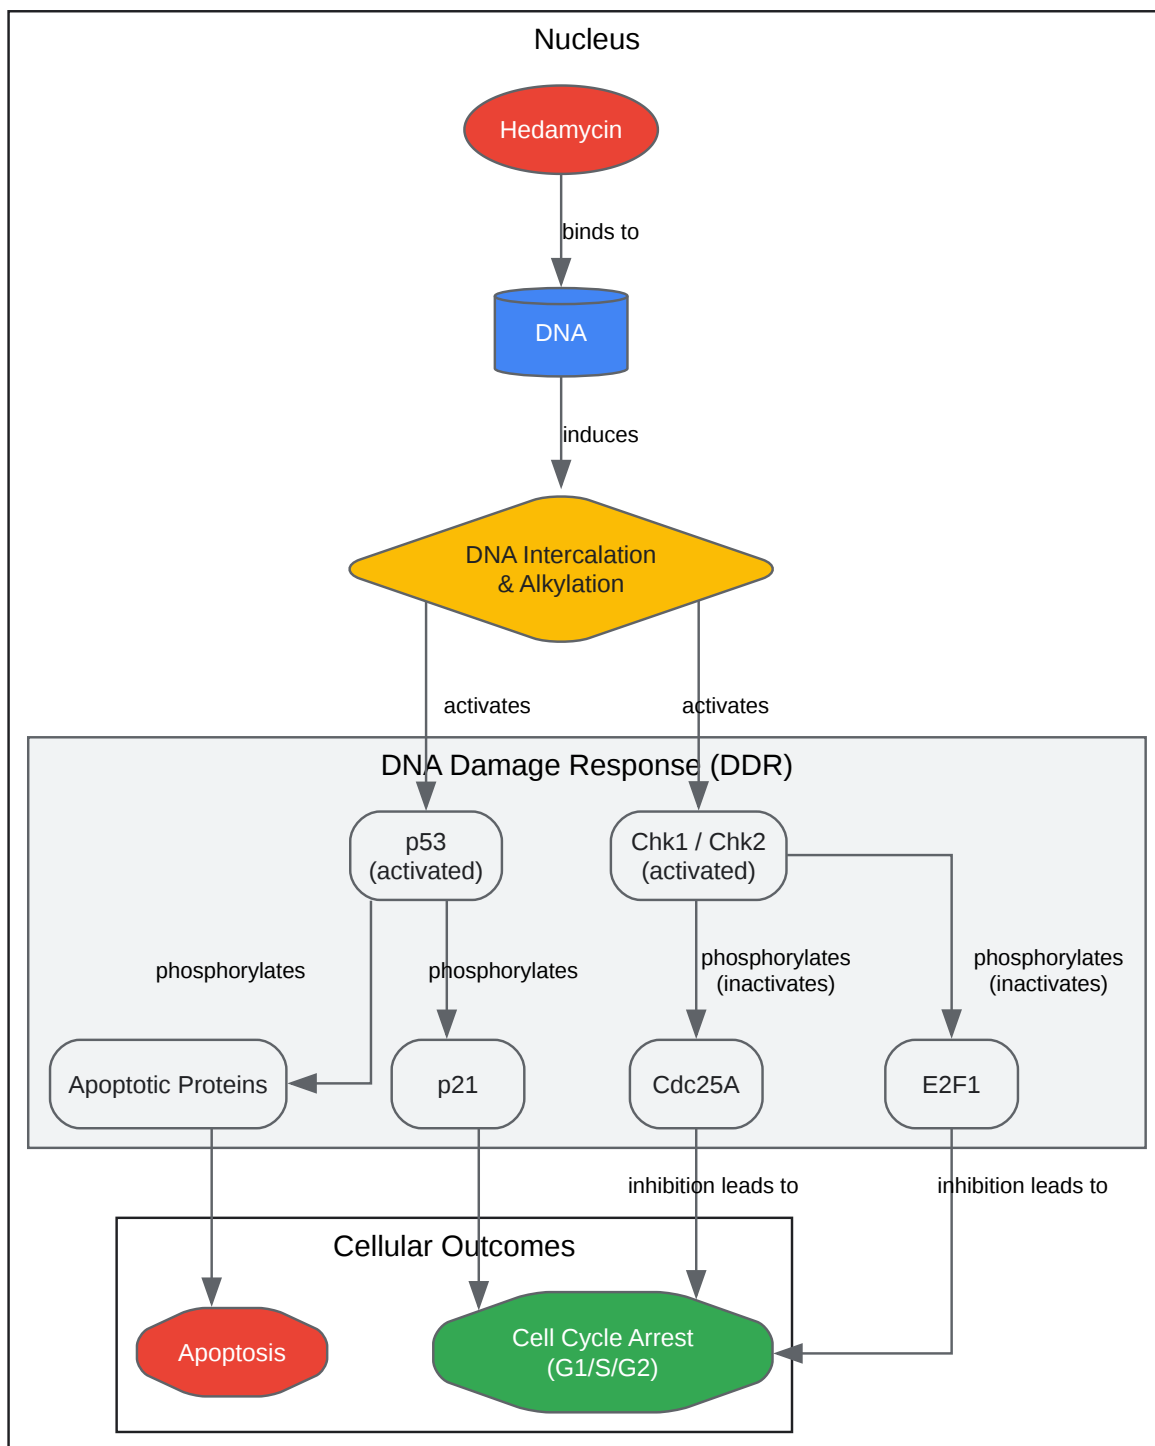 Nucleus
Hedamycin
binds to
DNA
induces
DNA Intercalation
& Alkylation
activates
activates
DNA Damage Response (DDR)
p53
(activated)
Chk1 / Chk2
(activated)
phosphorylates
phosphorylates
phosphorylates
(inactivates)
phosphorylates
(inactivates)
Apoptotic Proteins
p21
Cdc25A
E2F1
inhibition leads to
inhibition leads to
Cellular Outcomes
Apoptosis
Cell Cycle Arrest
(G1/S/G2)